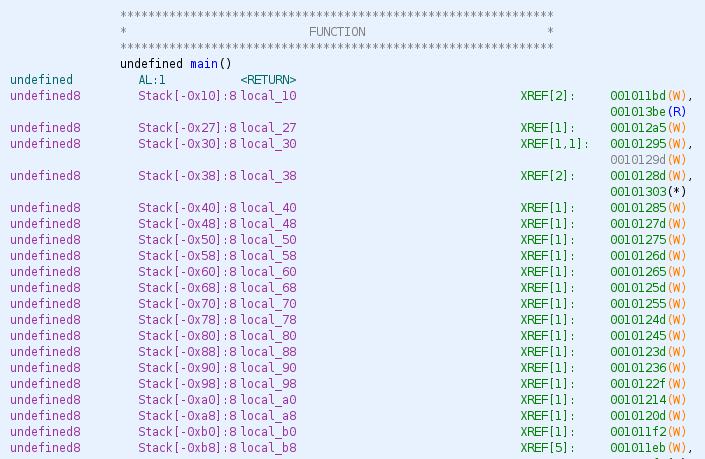 **************************************************************
* FUNCTION *
**************************************************************
undefined main()
undefined AL:1 <RETURN>
undefined8 Stack[-0x10]:8 local_10 XREF[2]: 001011bd(W),
001013be(R)
undefined8 Stack[-0x27]:8 local_27 XREF[1]: 001012a5(W)
undefined8 Stack[-0x30]:8 local_30 XREF[1,1]: 00101295(W),
0010129d(W)
undefined8 Stack[-0x38]:8 local_38 XREF[2]: 0010128d(W),
00101303(*)
undefined8 Stack[-0x40]:8 local_40 XREF[1]: 00101285(W)
undefined8 Stack[-0x48]:8 local_48 XREF[1]: 0010127d(W)
undefined8 Stack[-0x50]:8 local_50 XREF[1]: 00101275(W)
undefined8 Stack[-0x58]:8 local_58 XREF[1]: 0010126d(W)
undefined8 Stack[-0x60]:8 local_60 XREF[1]: 00101265(W)
undefined8 Stack[-0x68]:8 local_68 XREF[1]: 0010125d(W)
undefined8 Stack[-0x70]:8 local_70 XREF[1]: 00101255(W)
undefined8 Stack[-0x78]:8 local_78 XREF[1]: 0010124d(W)
undefined8 Stack[-0x80]:8 local_80 XREF[1]: 00101245(W)
undefined8 Stack[-0x88]:8 local_88 XREF[1]: 0010123d(W)
undefined8 Stack[-0x90]:8 local_90 XREF[1]: 00101236(W)
undefined8 Stack[-0x98]:8 local_98 XREF[1]: 0010122f(W)
undefined8 Stack[-0xa0]:8 local_a0 XREF[1]: 00101214(W)
undefined8 Stack[-0xa8]:8 local_a8 XREF[1]: 0010120d(W)
undefined8 Stack[-0xb0]:8 local_b0 XREF[1]: 001011f2(W)
undefined8 Stack[-0xb8]:8 local_b8 XREF[5]: 001011eb(W),